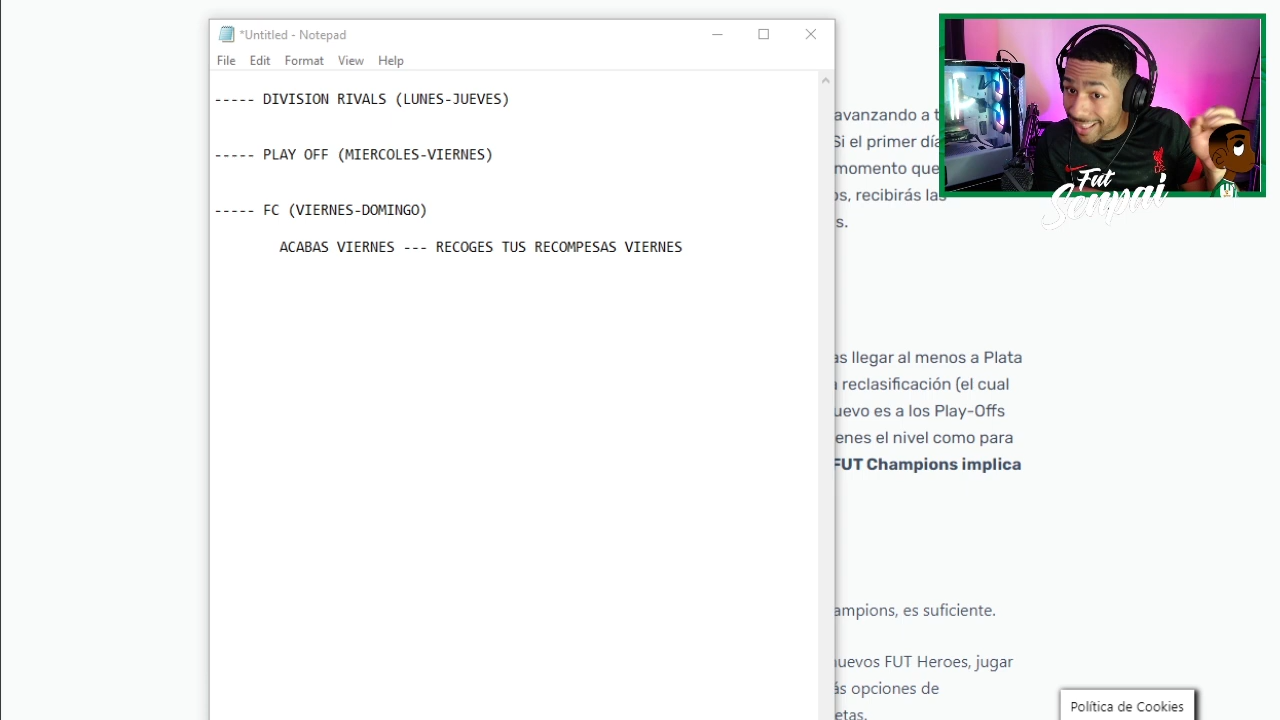 *Untitled - Notepad
File Edit Format View Help
----- DIVISION RIVALS (LUNES-JUEVES)
----- PLAY OFF (MIERCOLES-VIERNES)
----- FC (VIERNES-DOMINGO)
ACABAS VIERNES --- RECOGES TUS RECOMPESAS VIERNES
avanzando a t
Si el primer día
momento que
os, recibirás las
s.
as llegar al menos a Plata
a reclasificación (el cual
uevo es a los Play-Offs
enes el nivel como para
FUT Champions implica
ampions, es suficiente.
nuevos FUT Heroes, jugar
ás opciones de
etas.
Fut
Senpai
Política de Cookies